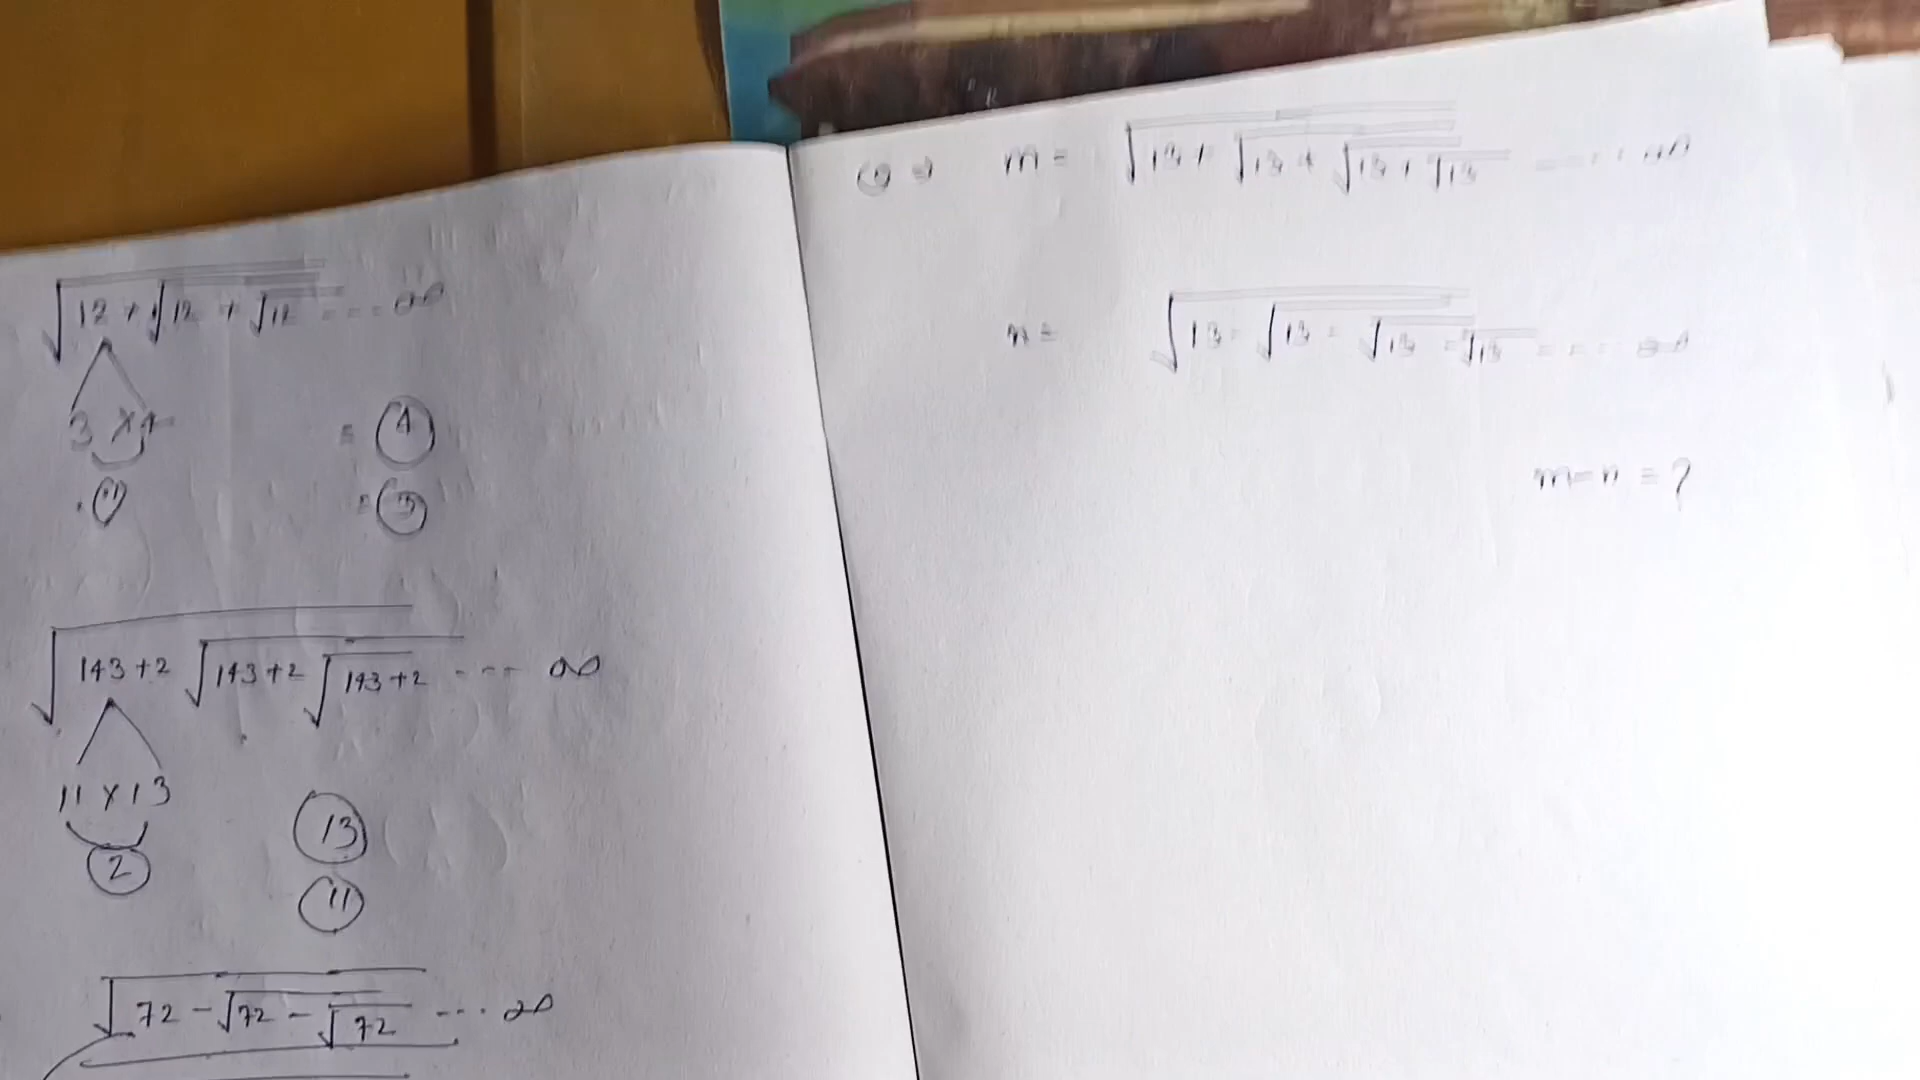 √12 + √12 + √12 ---- ∞
3 × 4
1
= 4
= 3
√143+2 √143+2 √143+2 --- ∞
11 × 13
2
13
11
√72 - √72 - √72 ---- ∞
m = √13 + √13 + √13 + √13 ----- ∞
n = √13 - √13 - √13 - √13 ----- ∞
m-n = ?